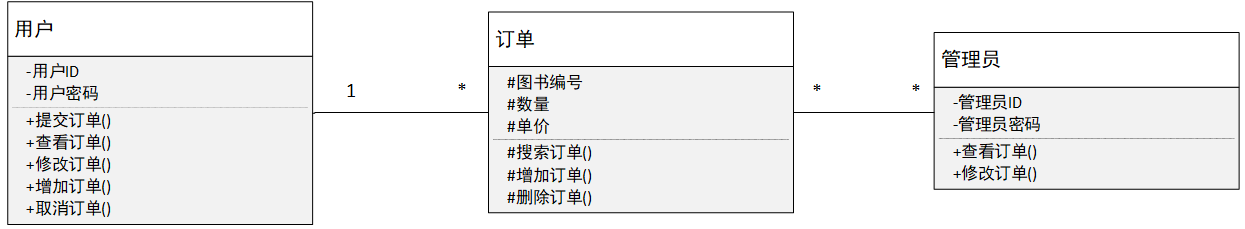 用户
-用户ID
-用户密码
+提交订单()
+查看订单()
+修改订单()
+增加订单()
+取消订单()
1
*
订单
#图书编号
#数量
#单价
#搜索订单()
#增加订单()
#删除订单()
*
*
管理员
-管理员ID
-管理员密码
+查看订单()
+修改订单()